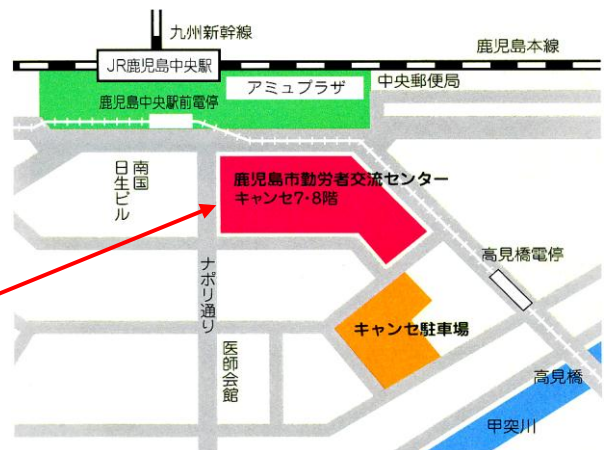 九州新幹線
鹿児島本線
JR鹿児島中央駅
アミュプラザ
中央郵便局
鹿児島中央駅前電停
南国
日生ビル
鹿児島市勤労者交流センター
キャンセ7・8階
高見橋電停
ナポリ通り
キャンセ駐車場
医師会館
高見橋
甲突川